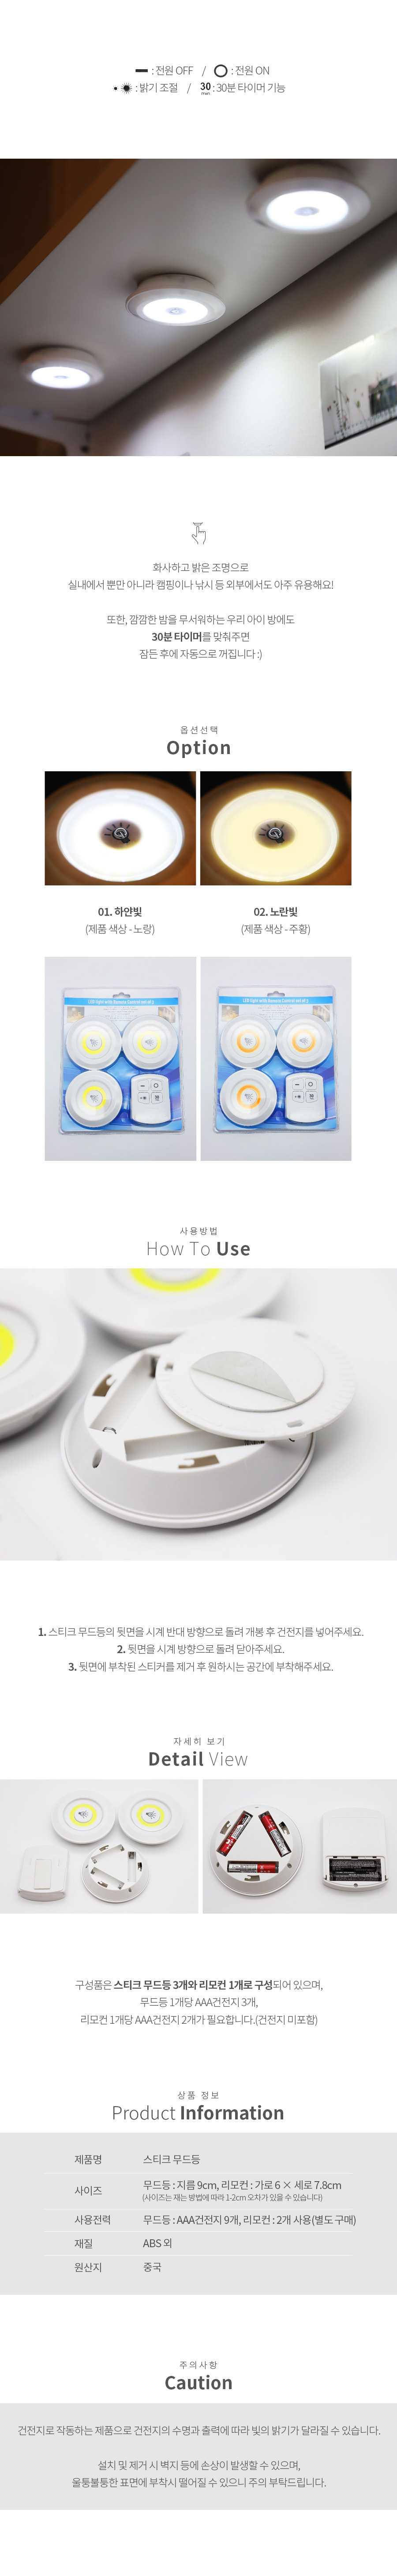 ━ : 전원 OFF / ○ : 전원 ON
: 밝기 조절 / 30 : 30분 타이머 기능
화사하고 밝은 조명으로
실내에서 뿐만 아니라 캠핑이나 낚시 등 외부에서도 아주 유용해요!
또한, 깜깜한 밤을 무서워하는 우리 아이 방에도
30분 타이머를 맞춰주면
잠든 후에 자동으로 꺼집니다 :)
옵션선택
Option
01. 하얀빛
(제품 색상 - 노랑)
02. 노란빛
(제품 색상 - 주황)
LED light with Remote Control set of 3
LED light with Remote Control set of 3
사용방법
How To Use
1. 스티크 무드등의 뒷면을 시계 반대 방향으로 돌려 개봉 후 건전지를 넣어주세요.
2. 뒷면을 시계 방향으로 돌려 닫아주세요.
3. 뒷면에 부착된 스티커를 제거 후 원하시는 공간에 부착해주세요.
자세히 보기
Detail View
구성품은 스티크 무드등 3개와 리모컨 1개로 구성되어 있으며,
무드등 1개당 AAA건전지 3개,
리모컨 1개당 AAA건전지 2개가 필요합니다.(건전지 미포함)
상품 정보
Product Information
제품명 스티크 무드등
사이즈 무드등 : 지름 9cm, 리모컨 : 가로 6 × 세로 7.8cm
(사이즈는 재는 방법에 따라 1-2cm 오차가 있을 수 있습니다)
사용전력 무드등 : AAA건전지 9개, 리모컨 : 2개 사용(별도 구매)
재질 ABS 외
원산지 중국
주의사항
Caution
건전지로 작동하는 제품으로 건전지의 수명과 출력에 따라 빛의 밝기가 달라질 수 있습니다.
설치 및 제거 시 벽지 등에 손상이 발생할 수 있으며,
울퉁불퉁한 표면에 부착시 떨어질 수 있으니 주의 부탁드립니다.